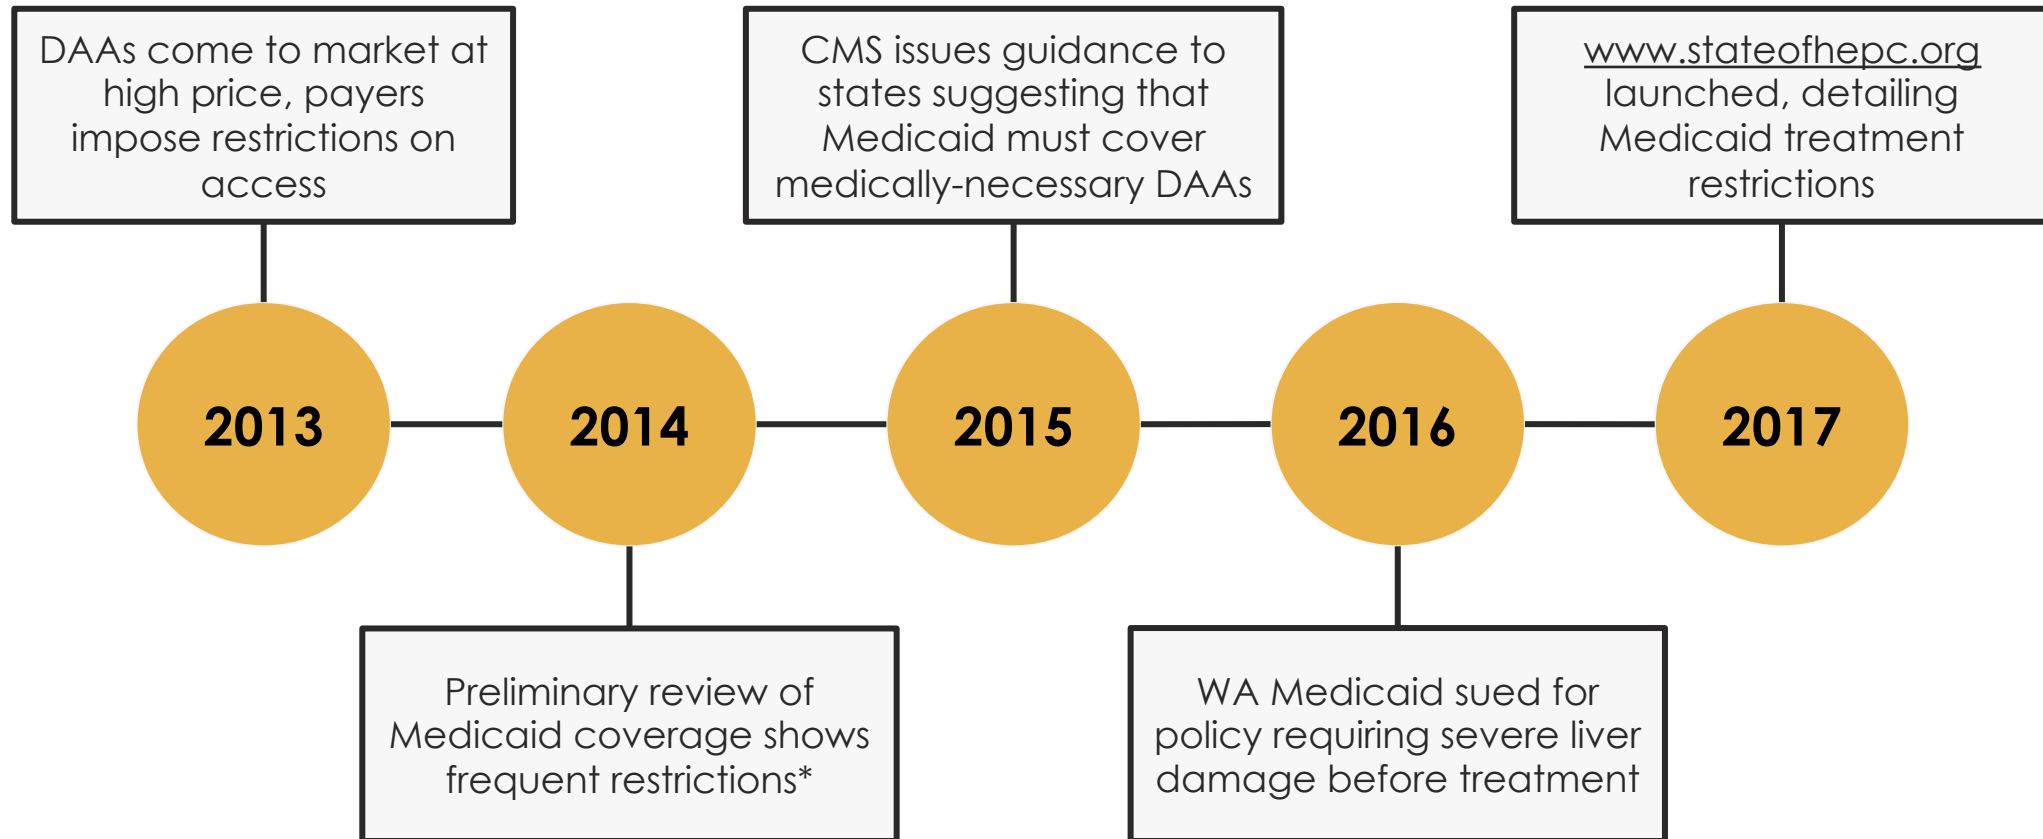 DAAs come to market at
high price, payers
impose restrictions on
access
CMS issues guidance to
states suggesting that
Medicaid must cover
medically-necessary DAAs
www.stateofhepc.org
launched, detailing
Medicaid treatment
restrictions
2013
2014
2015
2016
2017
Preliminary review of
Medicaid coverage shows
frequent restrictions*
WA Medicaid sued for
policy requiring severe liver
damage before treatment